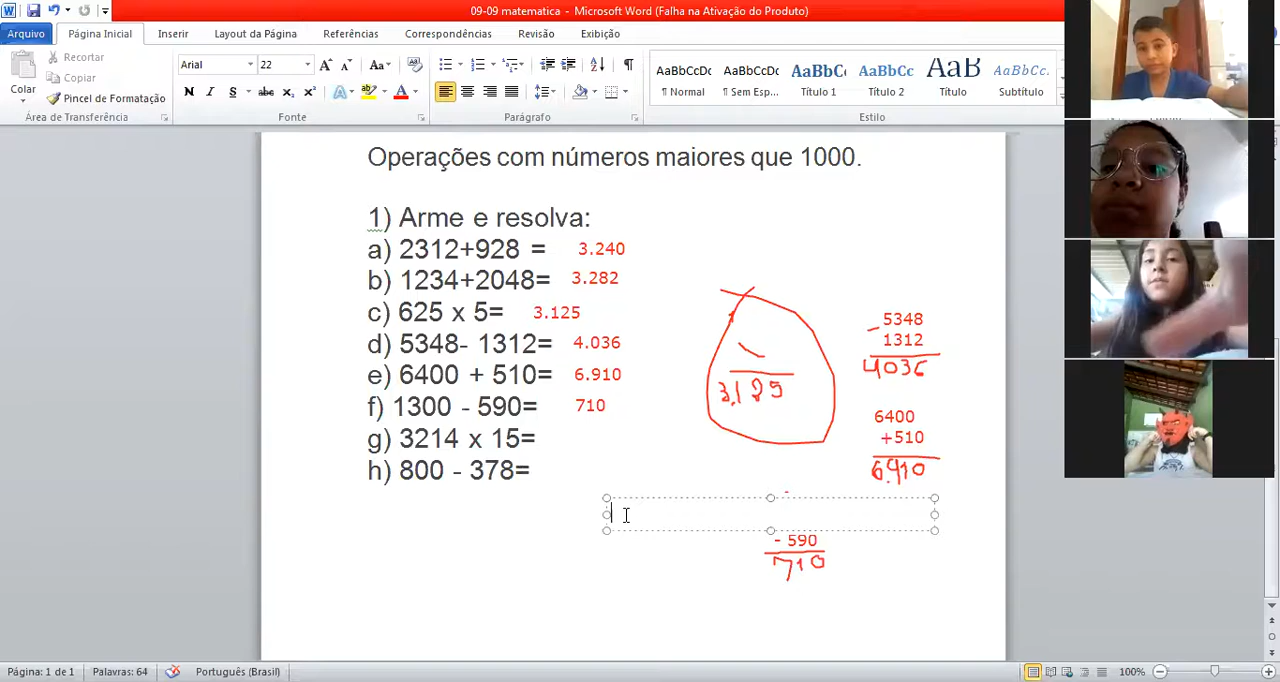 09-09 matematica - Microsoft Word (Falha na Ativação do Produto)
Arquivo
Página Inicial
Inserir
Layout da Página
Referências
Correspondências
Revisão
Exibição
Recortar
Copiar
Pincel de Formatação
Colar
Área de Transferência
Arial
22
Fonte
Parágrafo
AaBbCcDc
AaBbCcDc
AaBbCc
AaBbCc
AaB
AaBbCc.
¶ Normal
¶ Sem Esp...
Título 1
Título 2
Título
Subtítulo
Estilo
Operações com números maiores que 1000.
1) Arme e resolva:
a) 2312+928 = 3.240
b) 1234+2048= 3.282
c) 625 x 5= 3.125
d) 5348- 1312= 4.036
e) 6400 + 510= 6.910
f) 1300 - 590= 710
g) 3214 x 15=
h) 800 - 378=
3.125
5348
- 1312
4036
6400
+510
6.910
- 590
710
Página: 1 de 1
Palavras: 64
Português (Brasil)
100%